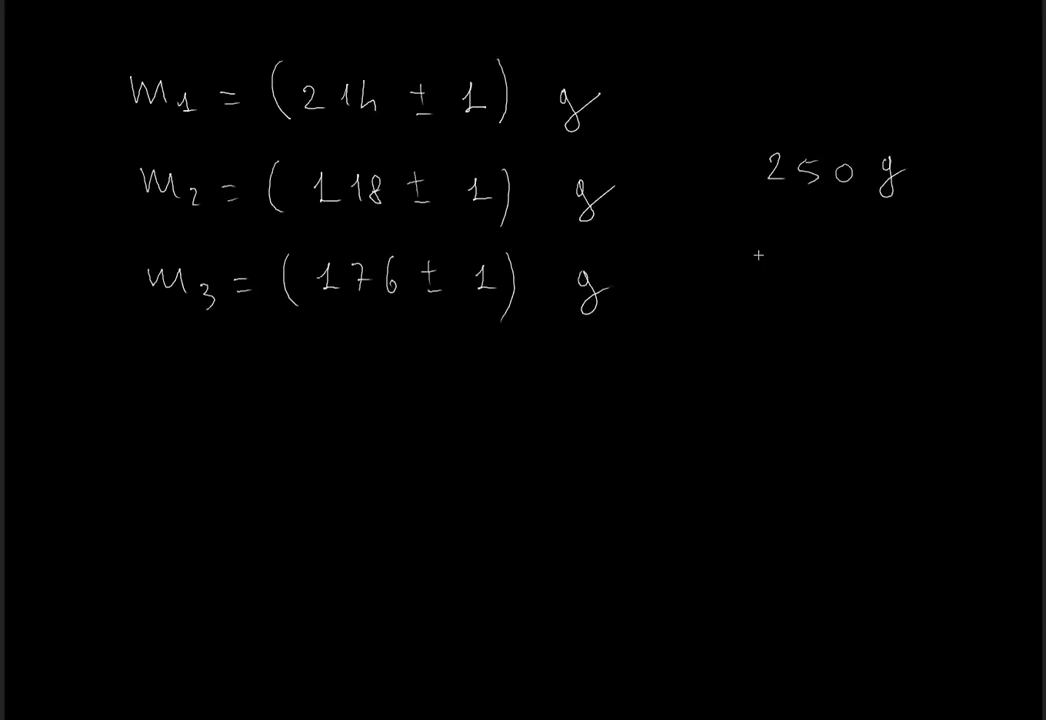 m₁ = (214 ± 1) g
m₂ = (118 ± 1) g
250 g
m₃ = (176 ± 1) g